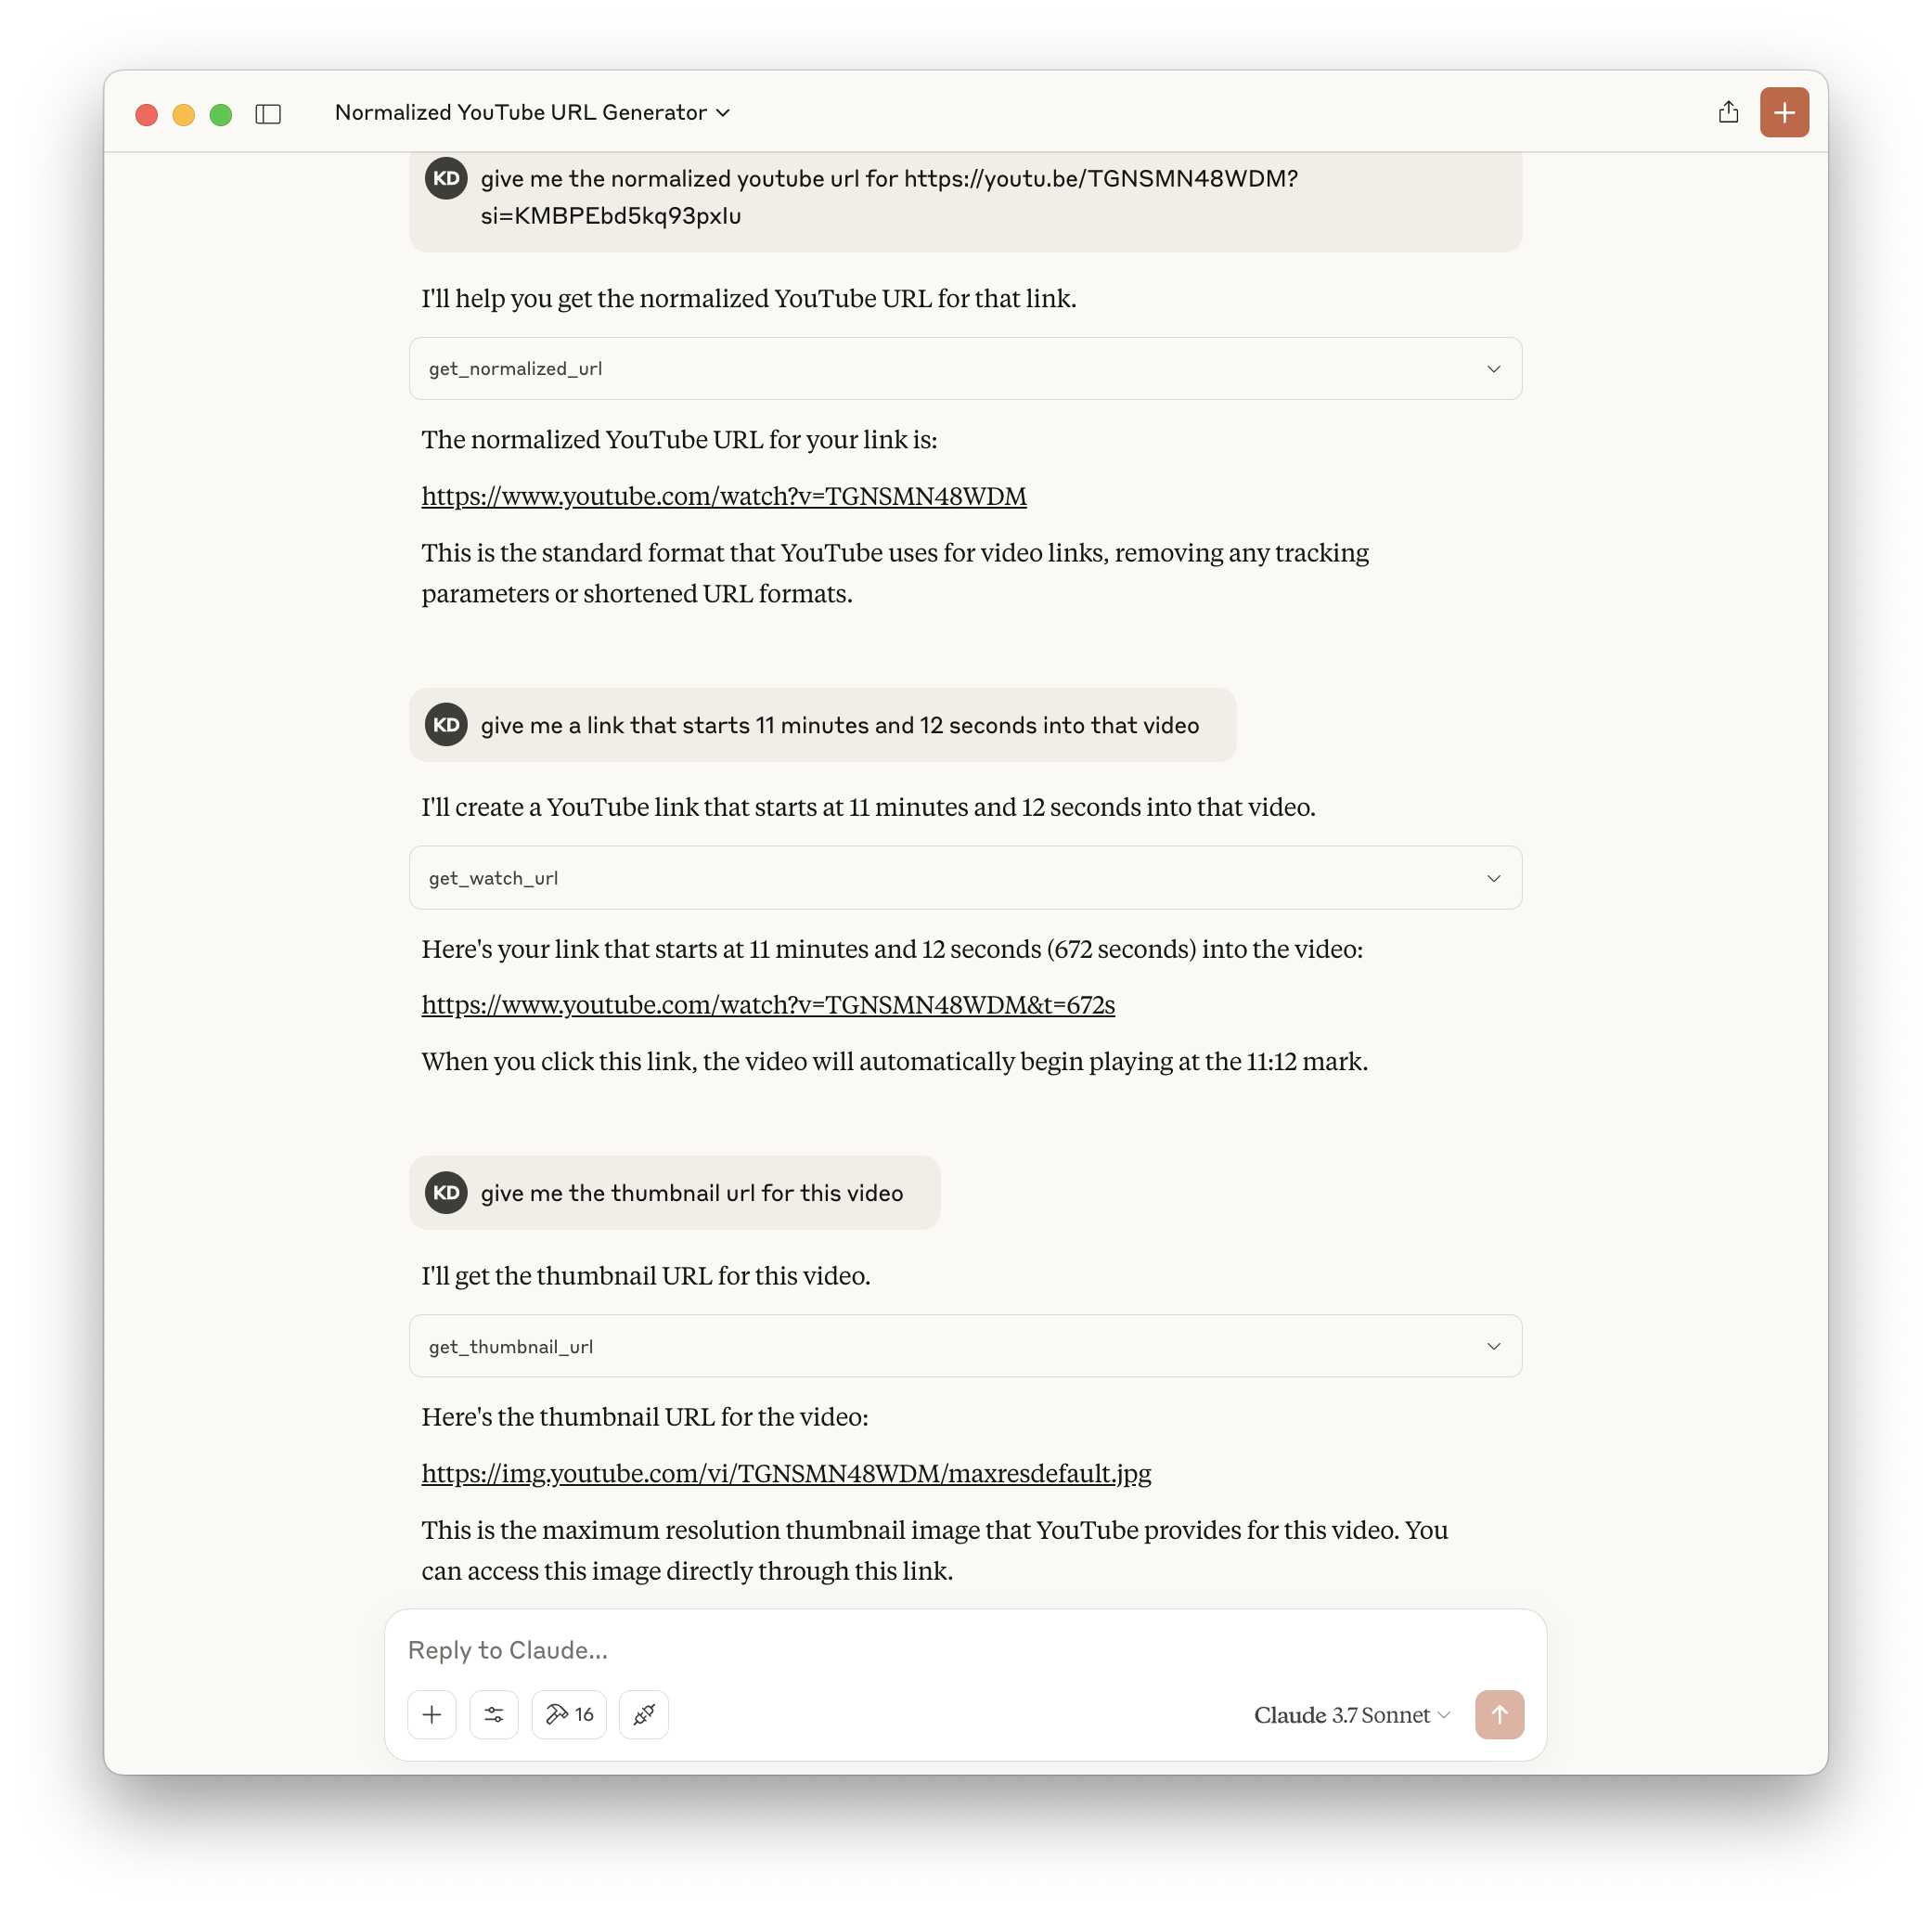 Normalized YouTube URL Generator
KD
give me the normalized youtube url for https://youtu.be/TGNSMN48WDM?
si=KMBPEbd5kq93pxIu
I'll help you get the normalized YouTube URL for that link.
get_normalized_url
The normalized YouTube URL for your link is:
https://www.youtube.com/watch?v=TGNSMN48WDM
This is the standard format that YouTube uses for video links, removing any tracking
parameters or shortened URL formats.
KD
give me a link that starts 11 minutes and 12 seconds into that video
I'll create a YouTube link that starts at 11 minutes and 12 seconds into that video.
get_watch_url
Here's your link that starts at 11 minutes and 12 seconds (672 seconds) into the video:
https://www.youtube.com/watch?v=TGNSMN48WDM&t=672s
When you click this link, the video will automatically begin playing at the 11:12 mark.
KD
give me the thumbnail url for this video
I'll get the thumbnail URL for this video.
get_thumbnail_url
Here's the thumbnail URL for the video:
https://img.youtube.com/vi/TGNSMN48WDM/maxresdefault.jpg
This is the maximum resolution thumbnail image that YouTube provides for this video. You
can access this image directly through this link.
Reply to Claude...
16
Claude 3.7 Sonnet